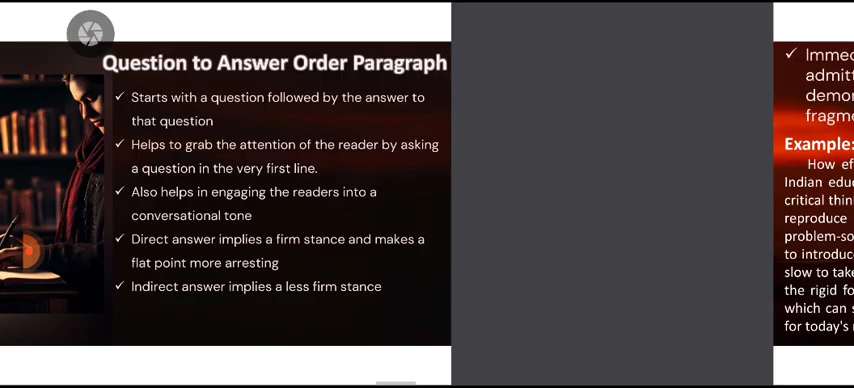 Question to Answer Order Paragraph
✓ Starts with a question followed by the answer to
that question
✓ Helps to grab the attention of the reader by asking
a question in the very first line.
✓ Also helps in engaging the readers into a
conversational tone
✓ Direct answer implies a firm stance and makes a
flat point more arresting
✓ Indirect answer implies a less firm stance
✓
Example:
How
Indian
critical
reproduce
to
slow to
the rigid
which can
for today's